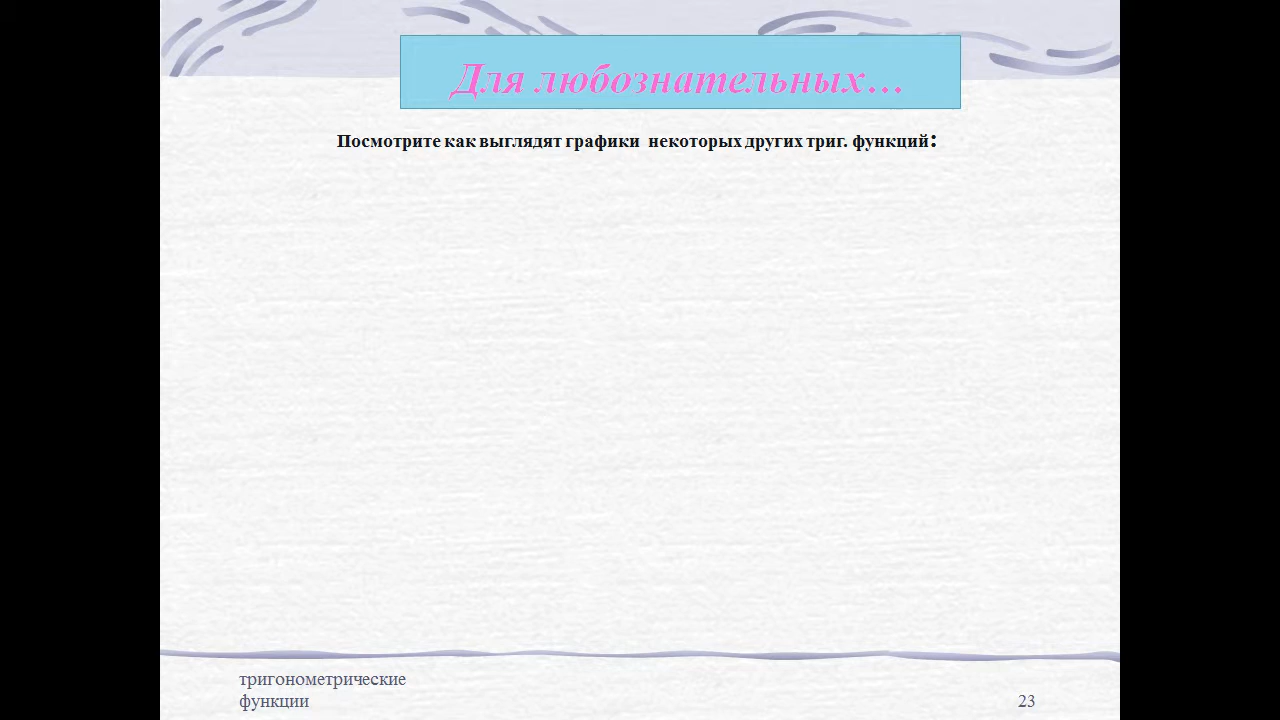 Для любознательных…
Посмотрите как выглядят графики некоторых других триг. функций:
тригонометрические
функции
23